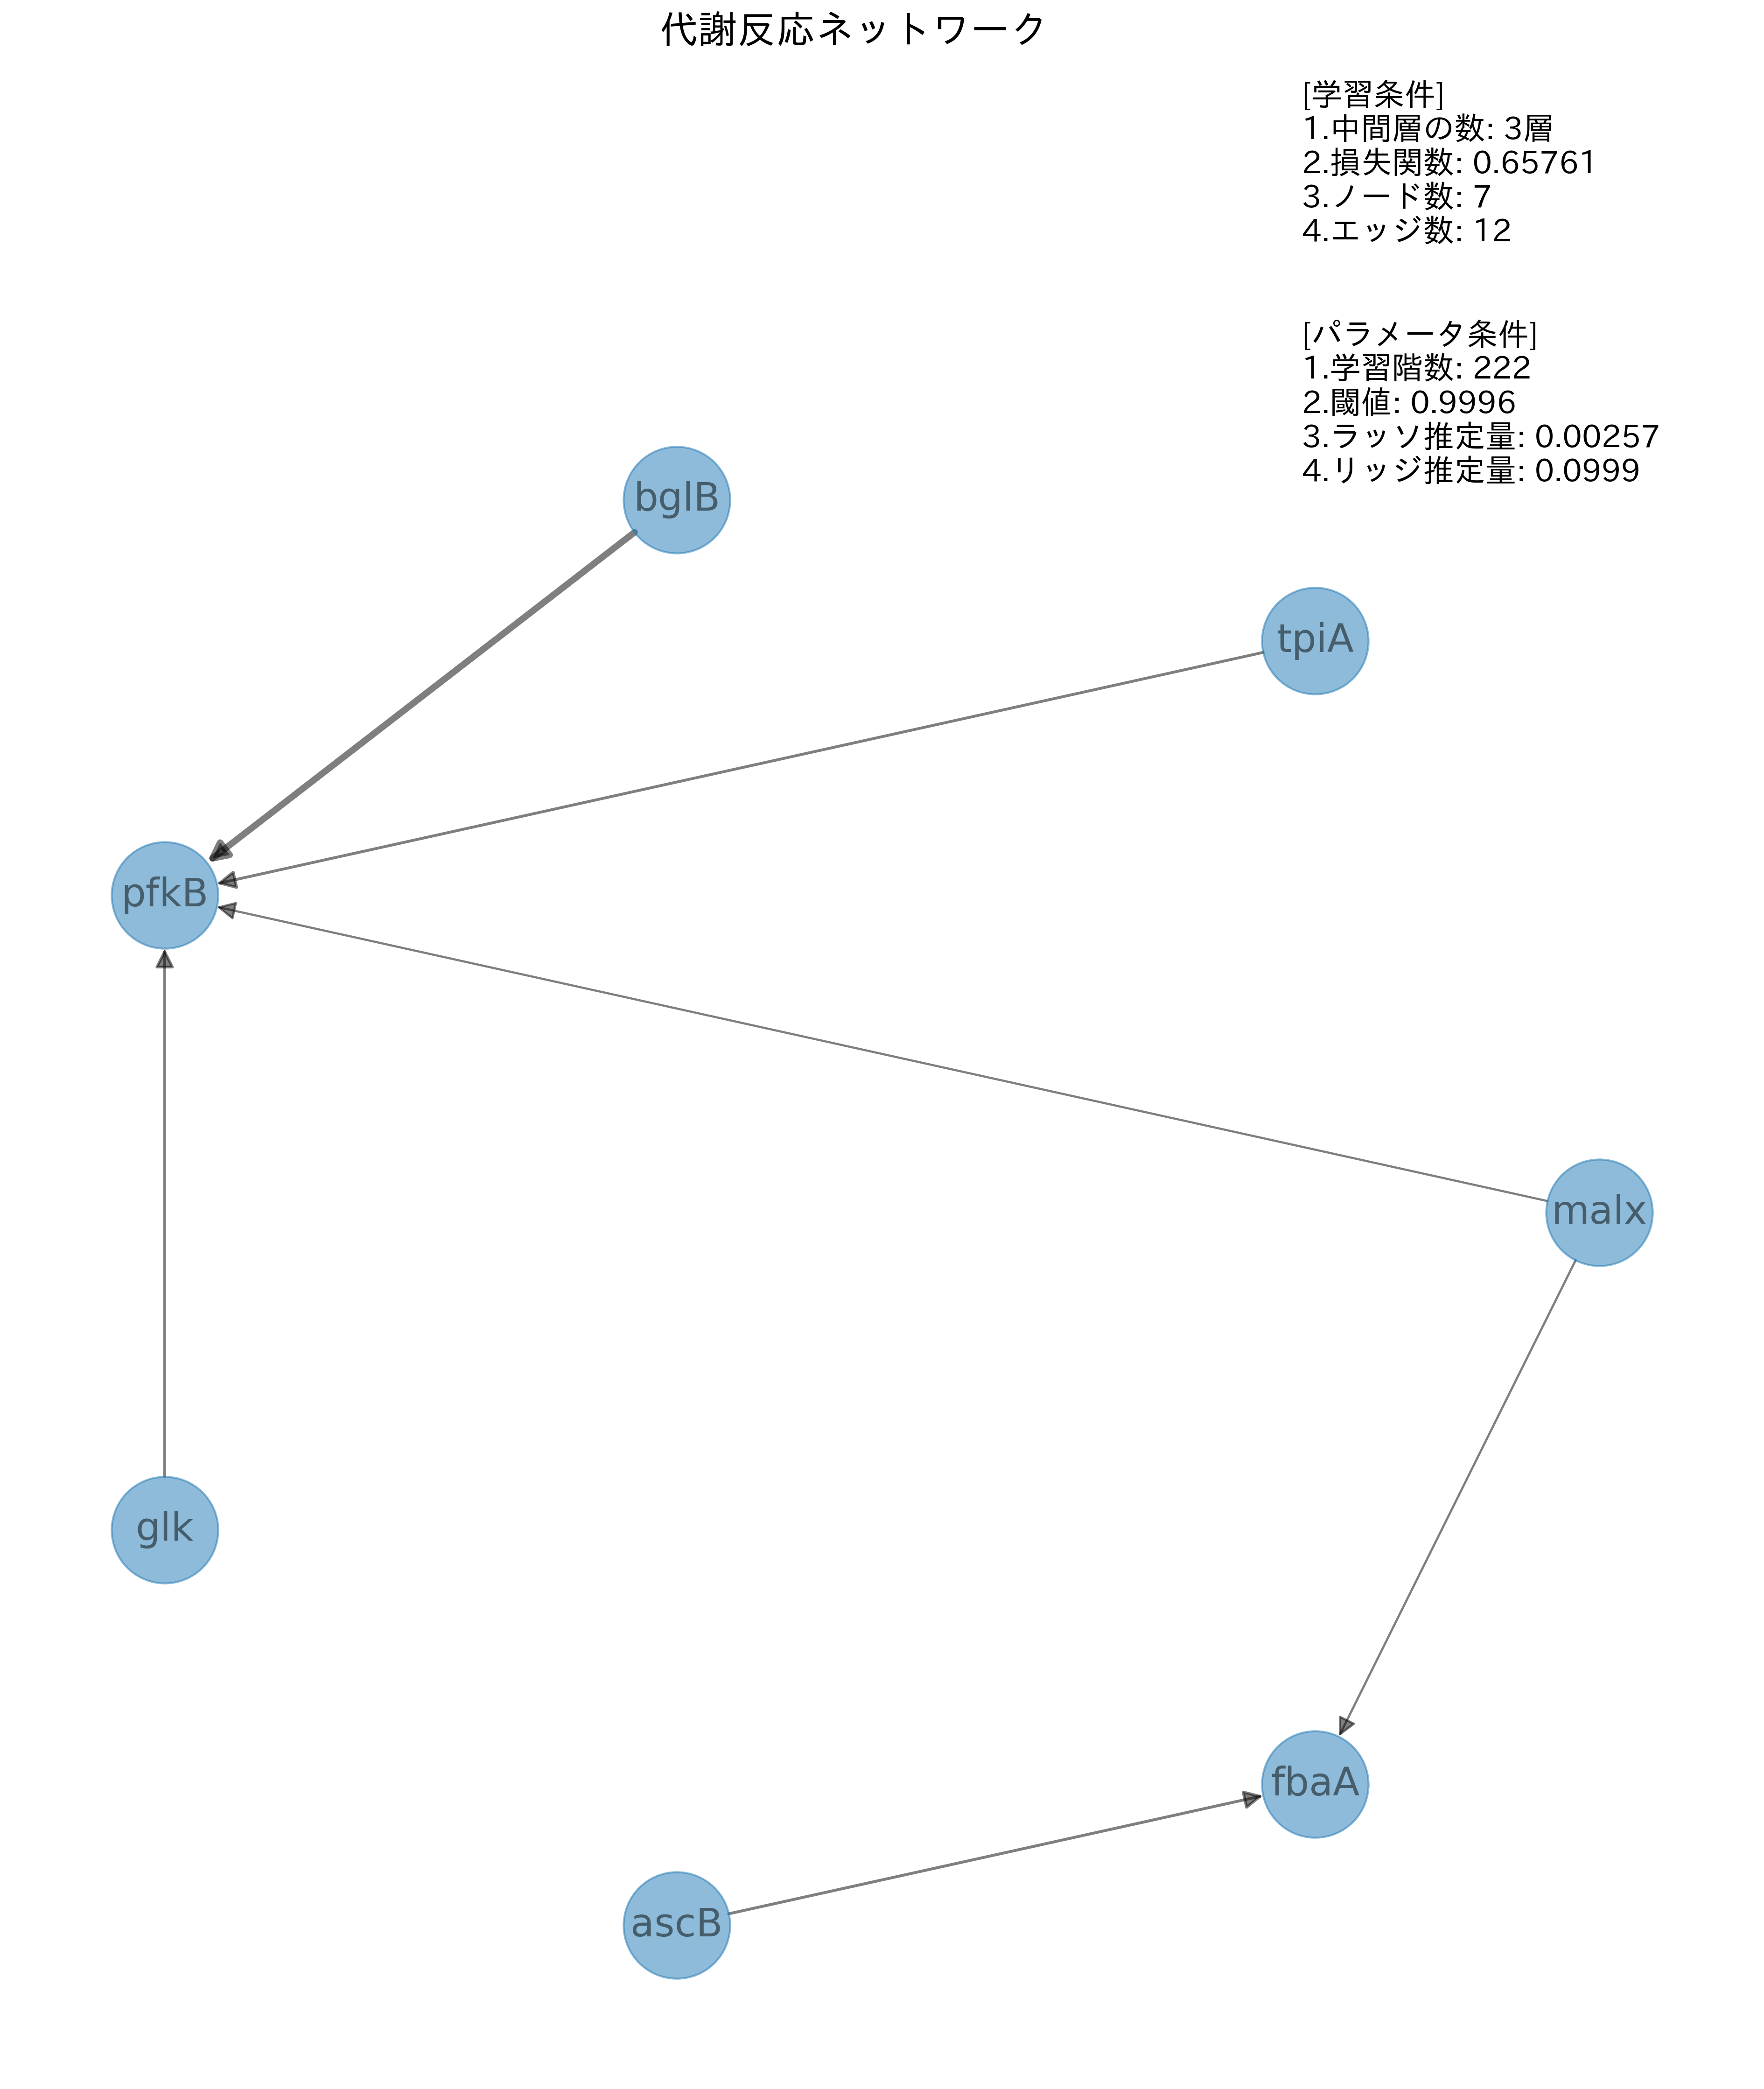 代謝反応ネットワーク
[学習条件]
1.中間層の数: 3層
2.損失関数: 0.65761
3.ノード数: 7
4.エッジ数: 12
[パラメータ条件]
1.学習階数: 222
2.閾値: 0.9996
3.ラッソ推定量: 0.00257
4.リッジ推定量: 0.0999
bglB
tpiA
pfkB
malx
glk
fbaA
ascB